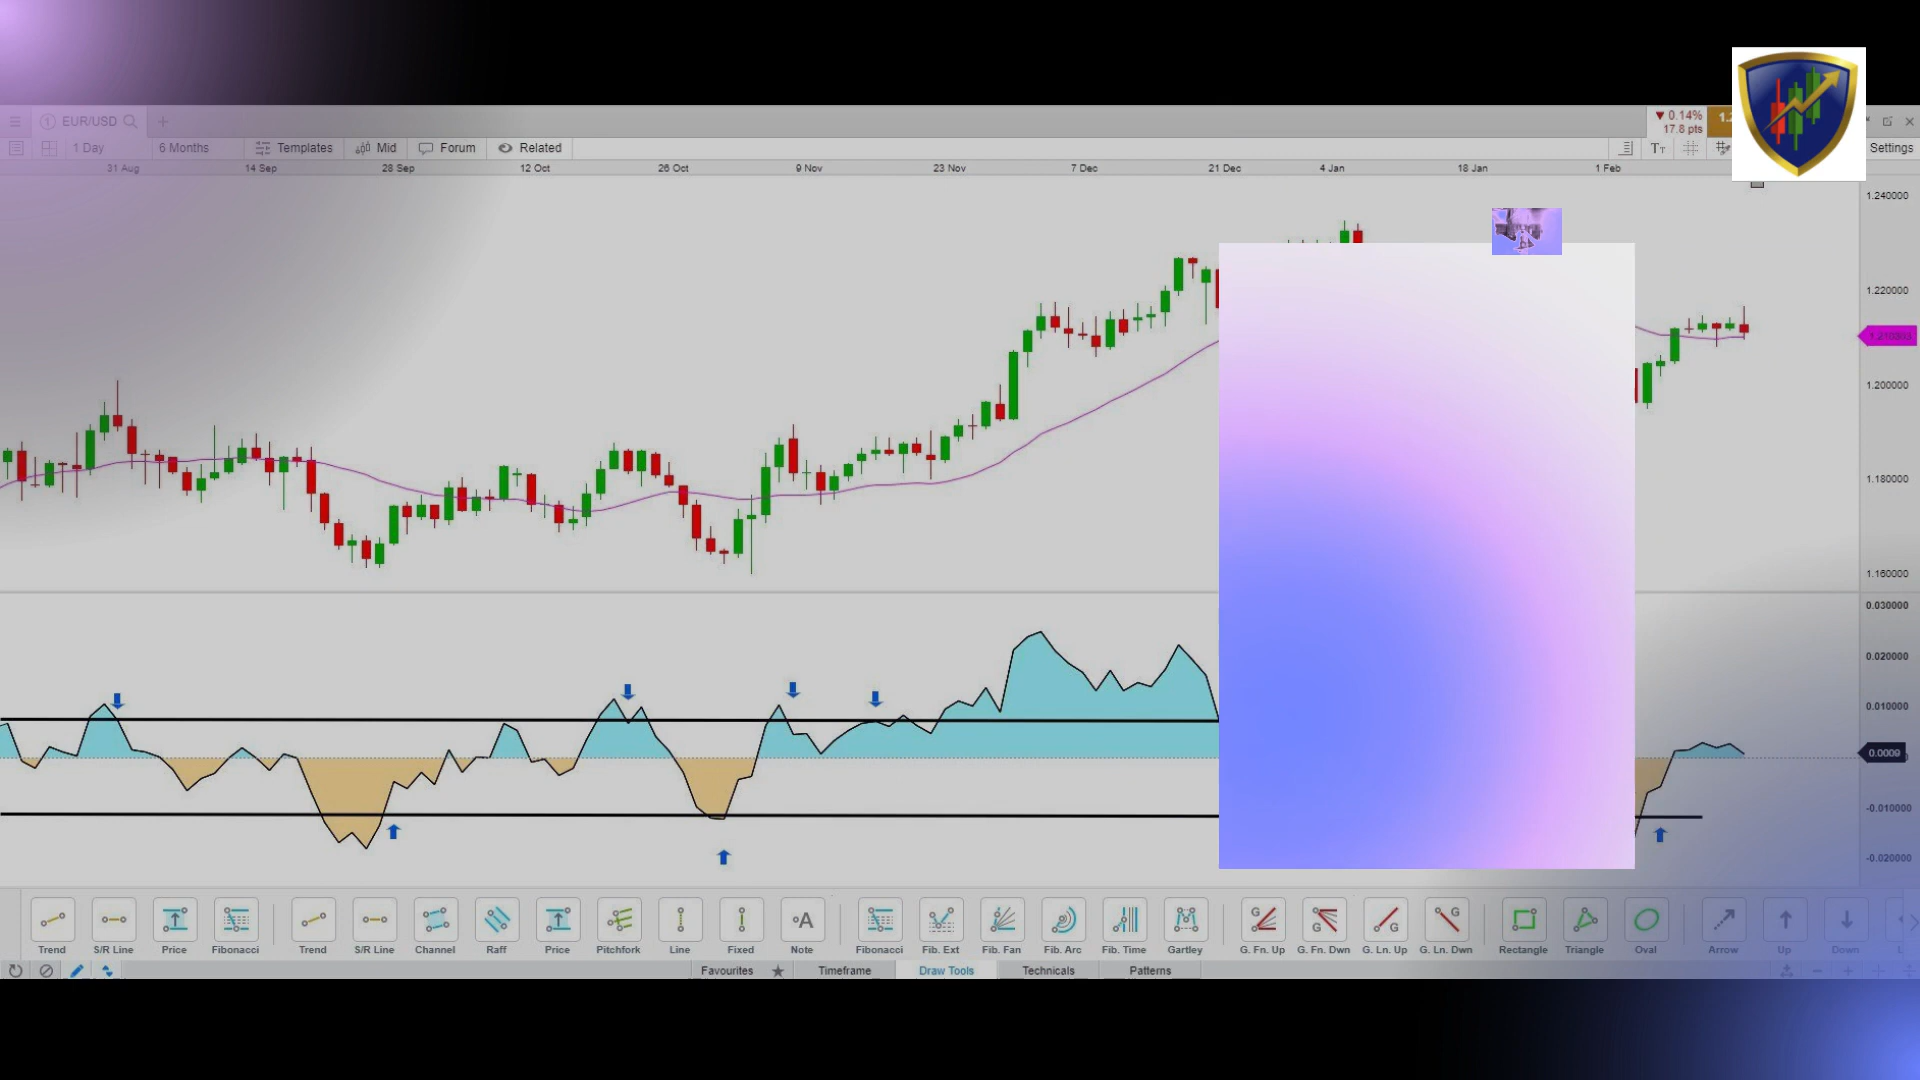 ① EUR/USD
▼ 0.14%
17.8 pts
1 Day 6 Months Templates Mid Forum Related Settings
31 Aug 14 Sep 28 Sep 12 Oct 26 Oct 9 Nov 23 Nov 7 Dec 21 Dec 4 Jan 18 Jan 1 Feb
1.240000
1.220000
1.200000
1.180000
1.160000
0.030000
0.020000
0.010000
0.0009
-0.010000
-0.020000
Trend S/R Line Price Fibonacci Trend S/R Line Channel Raff Price Pitchfork Line Fixed Note Fibonacci Fib. Ext Fib. Fan Fib. Arc Fib. Time Gartley G. Fn. Up G. Fn. Dwn G. Ln. Up G. Ln. Dwn Rectangle Triangle Oval Arrow Up Down
Favourites Timeframe Draw Tools Technicals Patterns